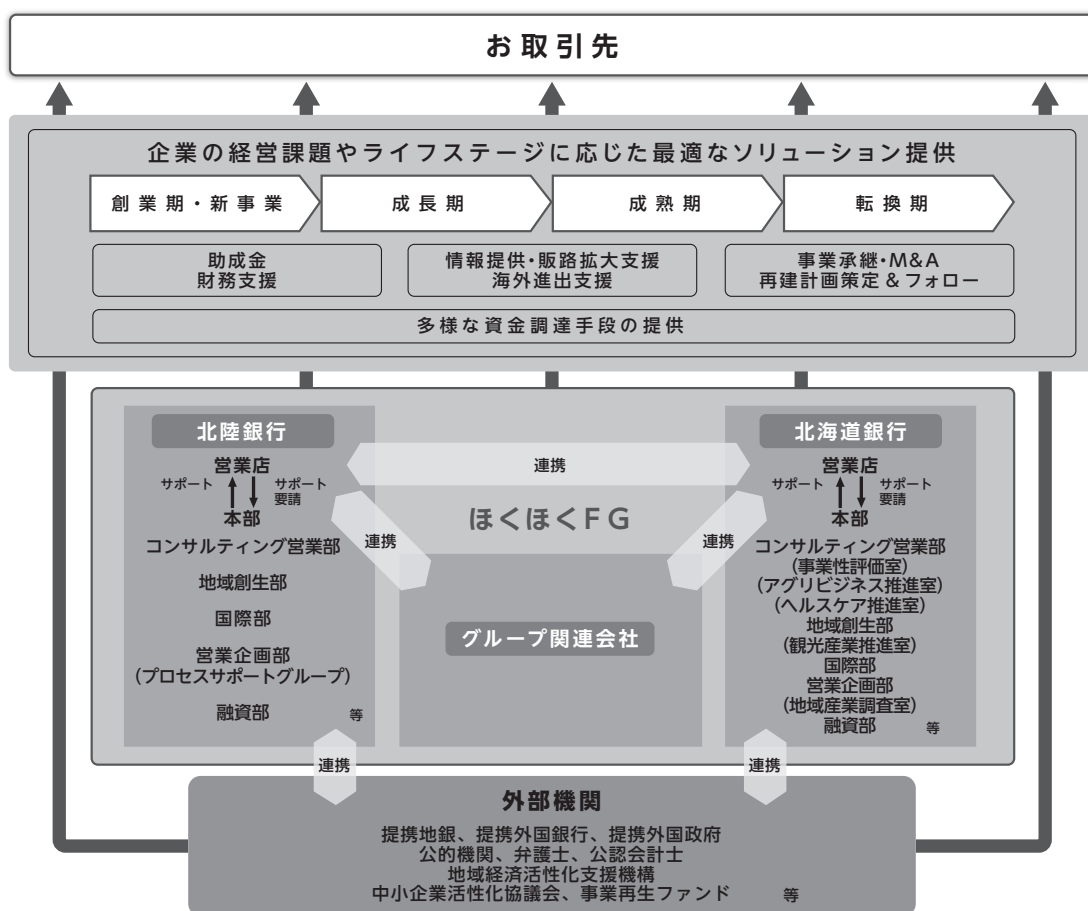 お取引先
企業の経営課題やライフステージに応じた最適なソリューション提供
創業期・新事業
成長期
成熟期
転換期
助成金
財務支援
情報提供・販路拡大支援
海外進出支援
事業承継・M&A
再建計画策定&フォロー
多様な資金調達手段の提供
北陸銀行
営業店
サポート
サポート
要請
本部
コンサルティング営業部
地域創生部
国際部
営業企画部
(プロセスサポートグループ)
融資部
等
連携
ほくほくFG
連携
連携
グループ関連会社
北海道銀行
営業店
サポート
サポート
要請
本部
コンサルティング営業部
(事業性評価室)
(アグリビジネス推進室)
(ヘルスケア推進室)
地域創生部
(観光産業推進室)
国際部
営業企画部
(地域産業調査室)
融資部
等
連携
連携
外部機関
提携地銀、提携外国銀行、提携外国政府
公的機関、弁護士、公認会計士
地域経済活性化支援機構
中小企業活性化協議会、事業再生ファンド 等